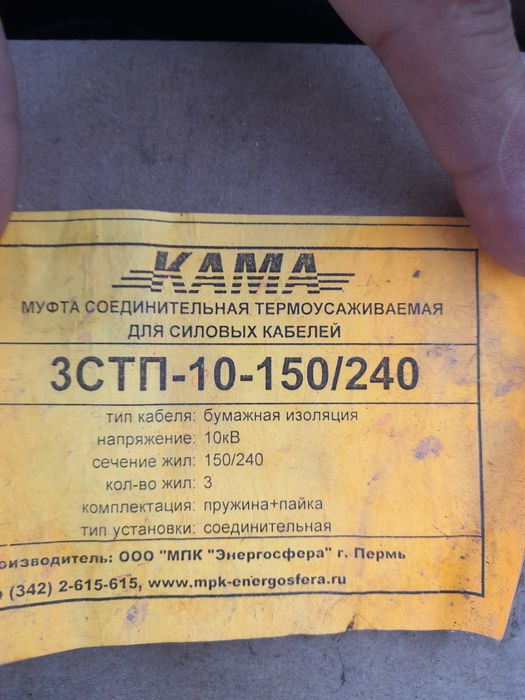 КАМА
МУФТА СОЕДИНИТЕЛЬНАЯ ТЕРМОУСАЖИВАЕМАЯ
ДЛЯ СИЛОВЫХ КАБЕЛЕЙ
3СТП-10-150/240
тип кабеля: бумажная изоляция
напряжение: 10кВ
сечение жил: 150/240
кол-во жил: 3
комплектация: пружина+пайка
тип установки: соединительная
оизводитель: ООО "МПК "Энергосфера" г. Пермь
(342) 2-615-615, www.mpk-energosfera.ru